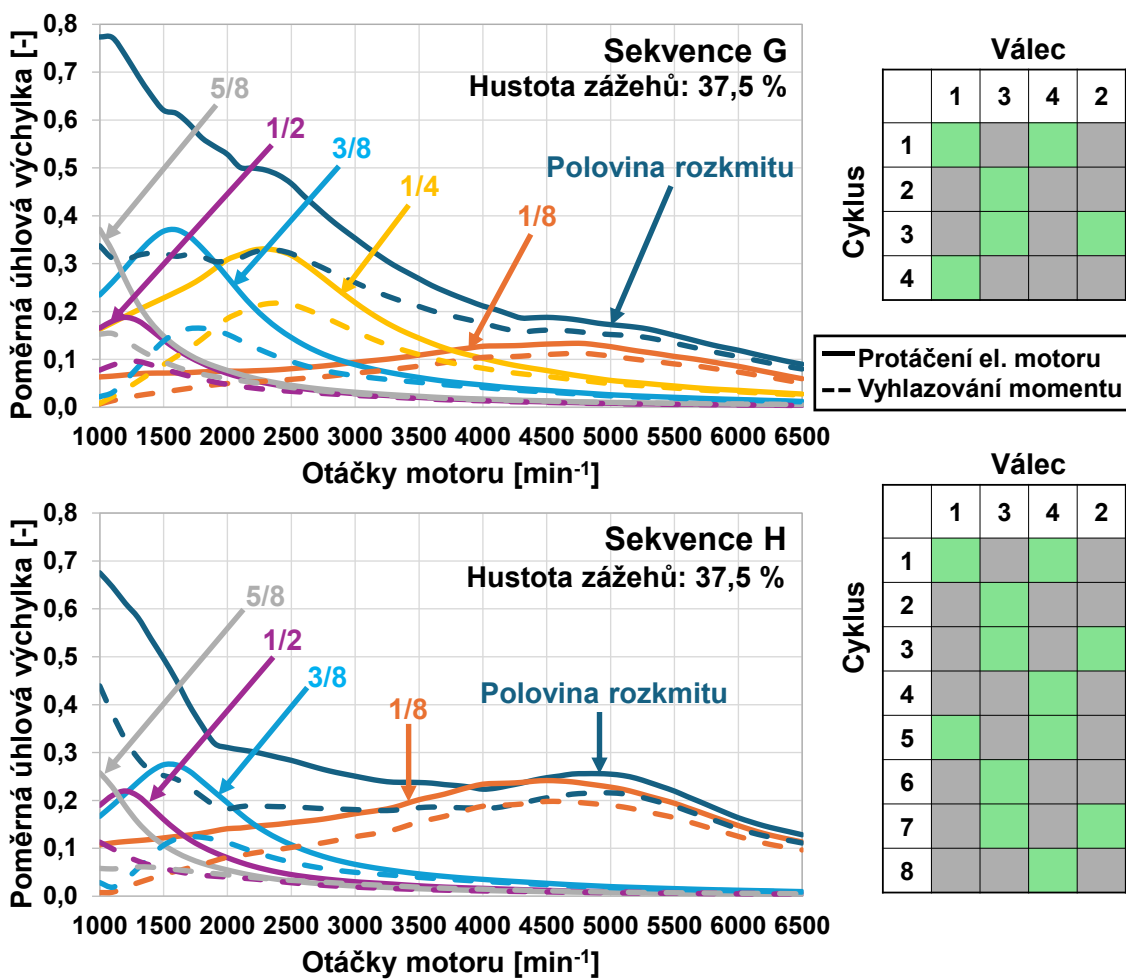 Poměrná úhlová výchylka [-]
0,8
0,7
0,6
0,5
0,4
0,3
0,2
0,1
0,0
Sekvence G
Hustota zážehů: 37,5 %
5/8
1/2
3/8
1/4
1/8
Polovina rozkmitu
1000 1500 2000 2500 3000 3500 4000 4500 5000 5500 6000 6500
Otáčky motoru [min-1]
Válec
1 3 4 2
Cyklus
1
2
3
4
Protáčení el. motoru
Vyhlazování momentu
Poměrná úhlová výchylka [-]
0,8
0,7
0,6
0,5
0,4
0,3
0,2
0,1
0,0
Sekvence H
Hustota zážehů: 37,5 %
5/8
1/2
3/8
1/8
Polovina rozkmitu
1000 1500 2000 2500 3000 3500 4000 4500 5000 5500 6000 6500
Otáčky motoru [min-1]
Válec
1 3 4 2
Cyklus
1
2
3
4
5
6
7
8